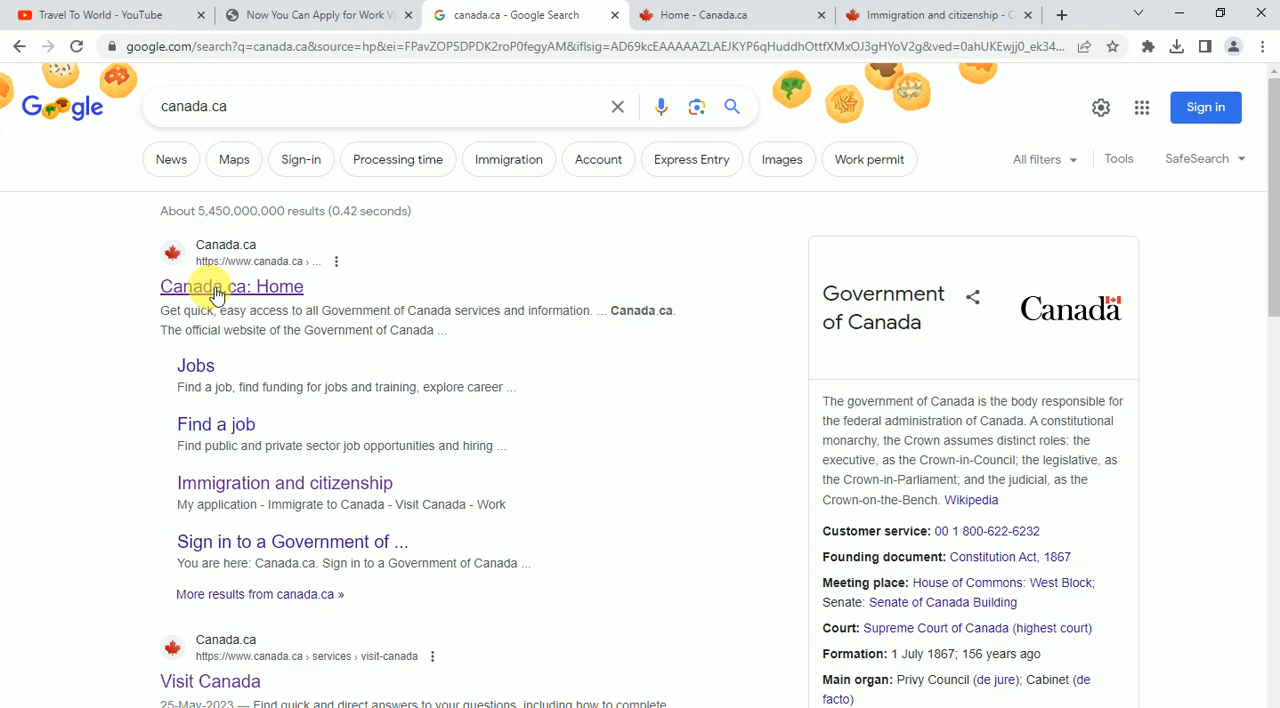 Travel To World - YouTube
Now You Can Apply for Work Vi
canada.ca - Google Search
Home - Canada.ca
Immigration and citizenship - C
google.com/search?q=canada.ca&source=hp&ei=FPavZOP5DPDK2roP0fegyAM&iflsig=AD69kcEAAAAAZLAEJKYP6qHuddhOttfXMxOJ3gHYoV2g&ved=0ahUKEwjj0_ek34...
Google
canada.ca
Sign in
News
Maps
Sign-in
Processing time
Immigration
Account
Express Entry
Images
Work permit
All filters
Tools
SafeSearch
About 5,450,000,000 results (0.42 seconds)
Canada.ca
https://www.canada.ca › ...
Canada.ca: Home
Get quick, easy access to all Government of Canada services and information. ... Canada.ca.
The official website of the Government of Canada ...
Jobs
Find a job, find funding for jobs and training, explore career ...
Find a job
Find public and private sector job opportunities and hiring ...
Immigration and citizenship
My application - Immigrate to Canada - Visit Canada - Work
Sign in to a Government of ...
You are here: Canada.ca. Sign in to a Government of Canada ...
More results from canada.ca »
Canada.ca
https://www.canada.ca › services › visit-canada
Visit Canada
25-May-2023 — Find quick and direct answers to your questions, including how to complete
Government
of Canada
Canada
The government of Canada is the body responsible for
the federal administration of Canada. A constitutional
monarchy, the Crown assumes distinct roles: the
executive, as the Crown-in-Council; the legislative, as
the Crown-in-Parliament; and the judicial, as the
Crown-on-the-Bench. Wikipedia
Customer service: 00 1 800-622-6232
Founding document: Constitution Act, 1867
Meeting place: House of Commons: West Block;
Senate: Senate of Canada Building
Court: Supreme Court of Canada (highest court)
Formation: 1 July 1867; 156 years ago
Main organ: Privy Council (de jure); Cabinet (de
facto)